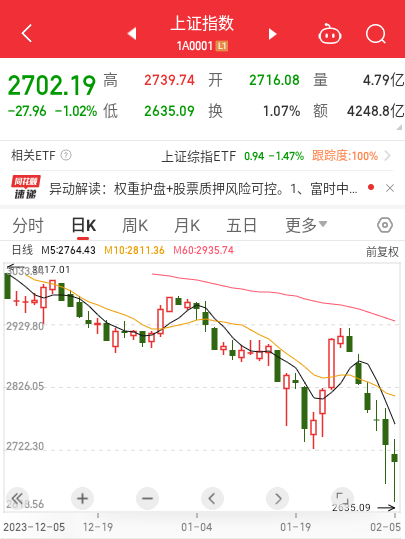 上证指数
1A0001 L1
2702.19 高 2739.74 开 2716.08 量 4.79亿
-27.96 -1.02% 低 2635.09 换 1.07% 额 4248.8亿
相关ETF ? 上证综指ETF 0.94 -1.47% 跟踪度:100%
同花顺
速递
异动解读：权重护盘+股票质押风险可控。1、富时中...
分时 日K 周K 月K 五日 更多
日线 M5:2764.43 M10:2811.36 M60:2935.74 前复权
3017.01
2929.80
2826.05
2722.30
2635.09
2023-12-05 12-19 01-04 01-19 02-05